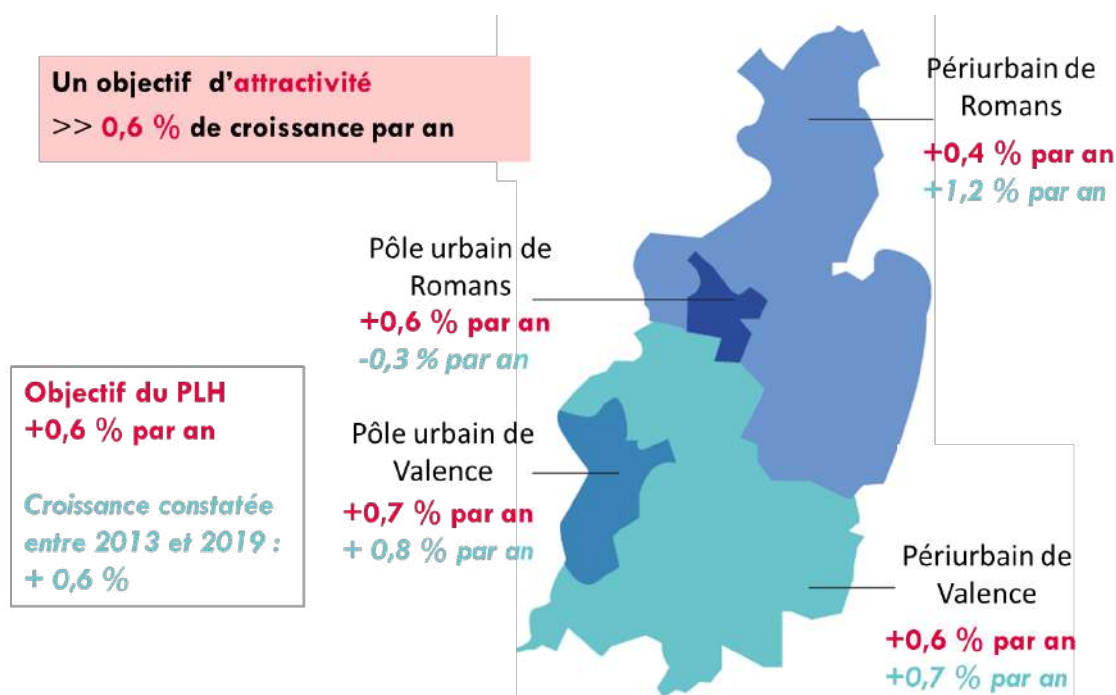 Un objectif d'attractivité
>> 0,6 % de croissance par an
Périurbain de
Romans
+0,4 % par an
+1,2 % par an
Pôle urbain de
Romans
+0,6 % par an
-0,3 % par an
Objectif du PLH
+0,6 % par an
Croissance constatée
entre 2013 et 2019 :
+ 0,6 %
Pôle urbain de
Valence
+0,7 % par an
+ 0,8 % par an
Périurbain de
Valence
+0,6 % par an
+0,7 % par an